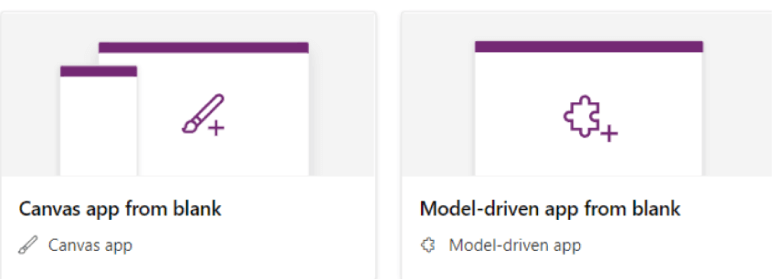 Canvas app from blank
Canvas app
Model-driven app from blank
Model-driven app